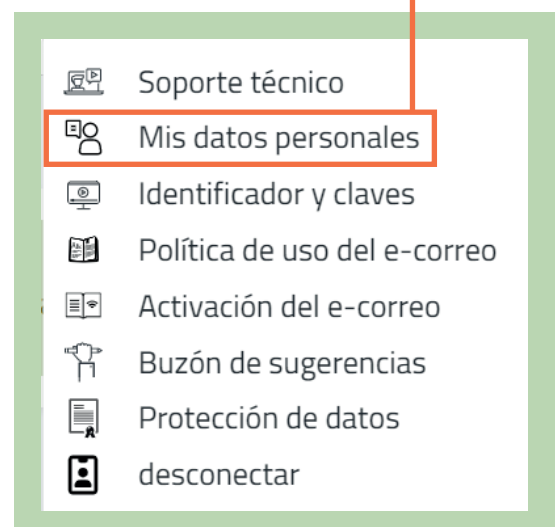 Soporte técnico
Mis datos personales
Identificador y claves
Política de uso del e-correo
Activación del e-correo
Buzón de sugerencias
Protección de datos
desconectar